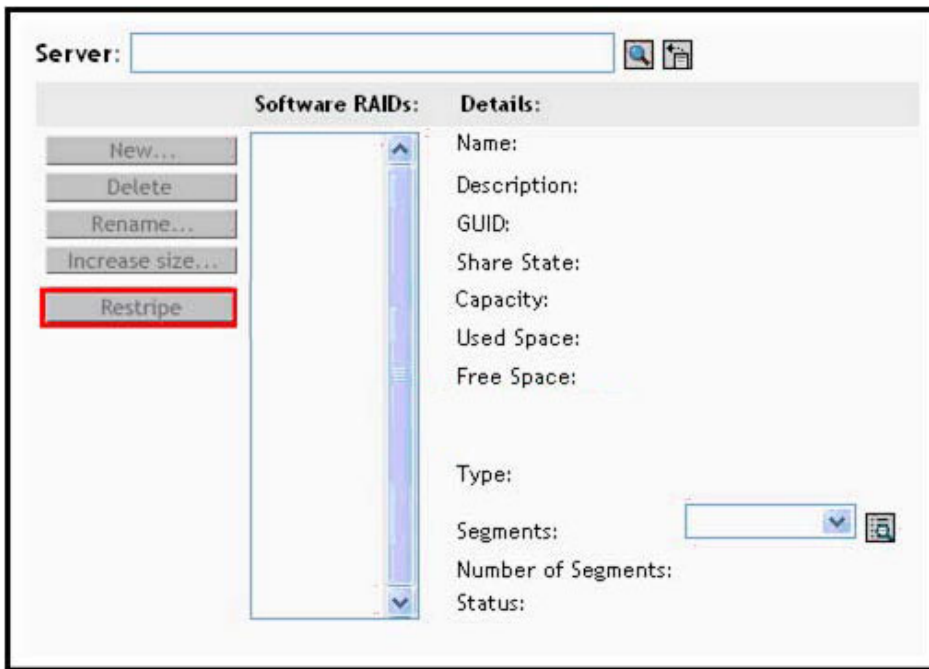 Server:
Software RAIDs: Details:
New...
Delete
Rename...
Increase size...
Restripe
Name:
Description:
GUID:
Share State:
Capacity:
Used Space:
Free Space:
Type:
Segments:
Number of Segments:
Status: